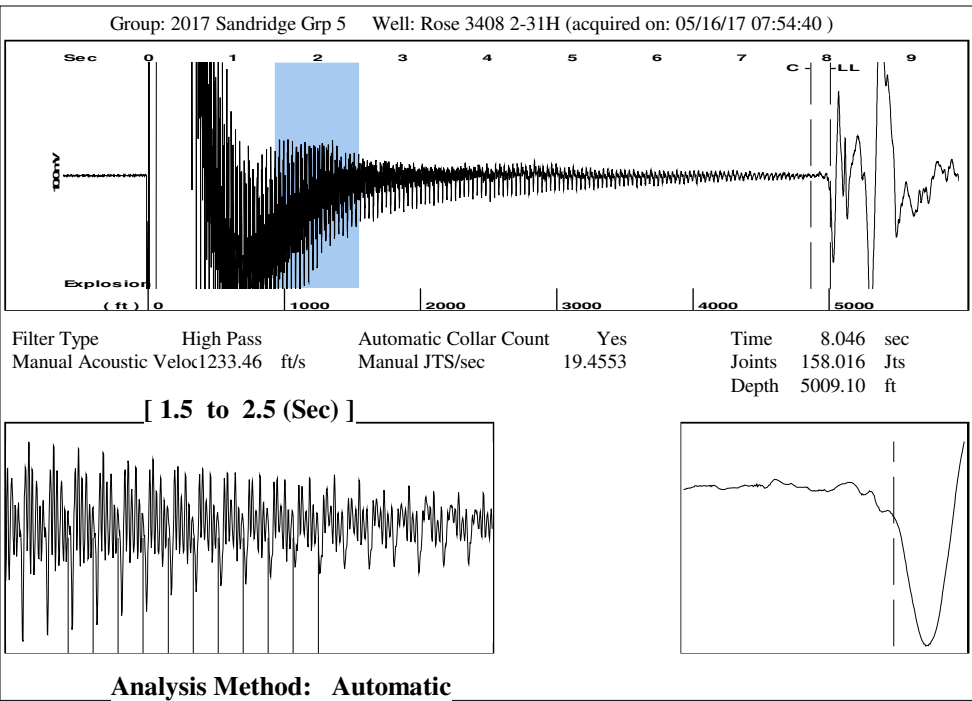 Group: 2017 Sandridge Grp 5 Well: Rose 3408 2-31H (acquired on: 05/16/17 07:54:40 )
Sec 0 1 2 3 4 5 6 7 8 9
C LL
100mV
Explosion
( ft ) 0 1000 2000 3000 4000 5000
Filter Type High Pass Automatic Collar Count Yes Time 8.046 sec
Manual Acoustic Veloc1233.46 ft/s Manual JTS/sec 19.4553 Joints 158.016 Jts
Depth 5009.10 ft
[ 1.5 to 2.5 (Sec) ]
Analysis Method: Automatic